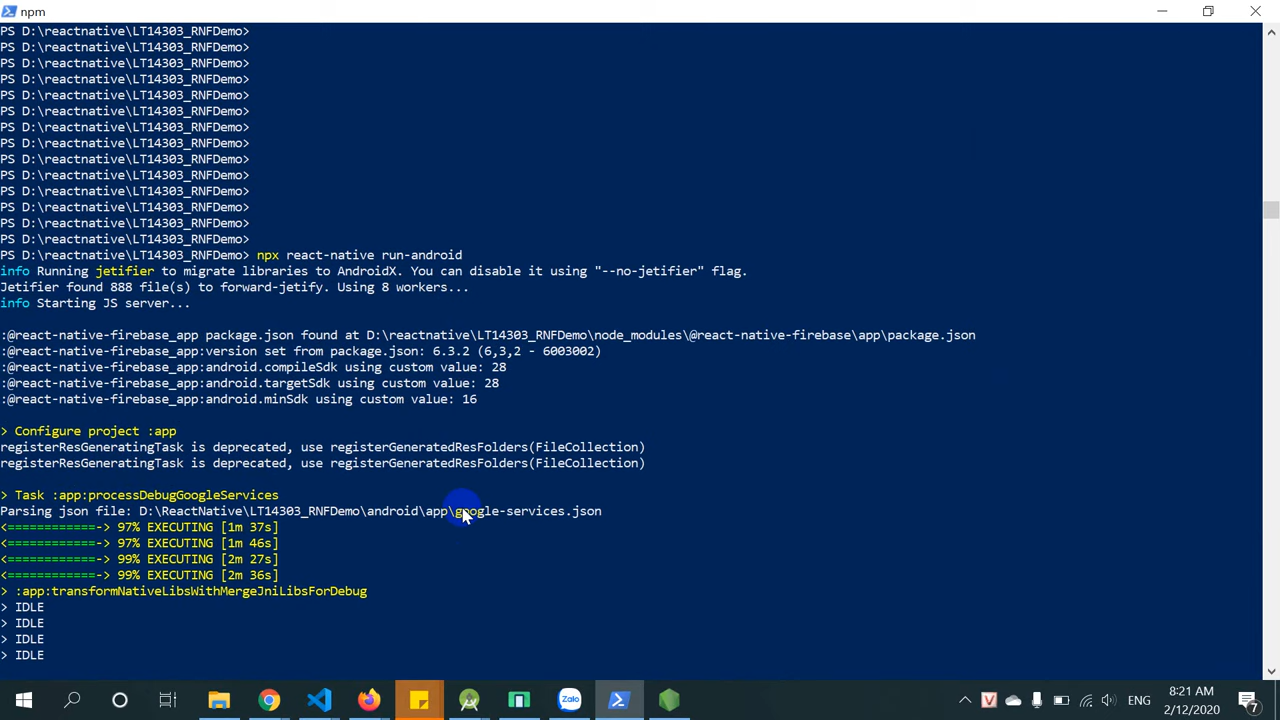 npm
PS D:\reactnative\LT14303_RNFDemo>
PS D:\reactnative\LT14303_RNFDemo>
PS D:\reactnative\LT14303_RNFDemo>
PS D:\reactnative\LT14303_RNFDemo>
PS D:\reactnative\LT14303_RNFDemo>
PS D:\reactnative\LT14303_RNFDemo>
PS D:\reactnative\LT14303_RNFDemo>
PS D:\reactnative\LT14303_RNFDemo>
PS D:\reactnative\LT14303_RNFDemo>
PS D:\reactnative\LT14303_RNFDemo>
PS D:\reactnative\LT14303_RNFDemo>
PS D:\reactnative\LT14303_RNFDemo>
PS D:\reactnative\LT14303_RNFDemo>
PS D:\reactnative\LT14303_RNFDemo>
PS D:\reactnative\LT14303_RNFDemo> npx react-native run-android
info Running jetifier to migrate libraries to AndroidX. You can disable it using "--no-jetifier" flag.
Jetifier found 888 file(s) to forward-jetify. Using 8 workers...
info Starting JS server...
:@react-native-firebase_app package.json found at D:\reactnative\LT14303_RNFDemo\node_modules\@react-native-firebase\app\package.json
:@react-native-firebase_app:version set from package.json: 6.3.2 (6,3,2 - 6003002)
:@react-native-firebase_app:android.compileSdk using custom value: 28
:@react-native-firebase_app:android.targetSdk using custom value: 28
:@react-native-firebase_app:android.minSdk using custom value: 16
> Configure project :app
registerResGeneratingTask is deprecated, use registerGeneratedResFolders(FileCollection)
registerResGeneratingTask is deprecated, use registerGeneratedResFolders(FileCollection)
> Task :app:processDebugGoogleServices
Parsing json file: D:\ReactNative\LT14303_RNFDemo\android\app\google-services.json
<============-> 97% EXECUTING [1m 37s]
<============-> 97% EXECUTING [1m 46s]
<============-> 99% EXECUTING [2m 27s]
<============-> 99% EXECUTING [2m 36s]
> :app:transformNativeLibsWithMergeJniLibsForDebug
> IDLE
> IDLE
> IDLE
> IDLE
Zalo
ENG
8:21 AM
2/12/2020
7